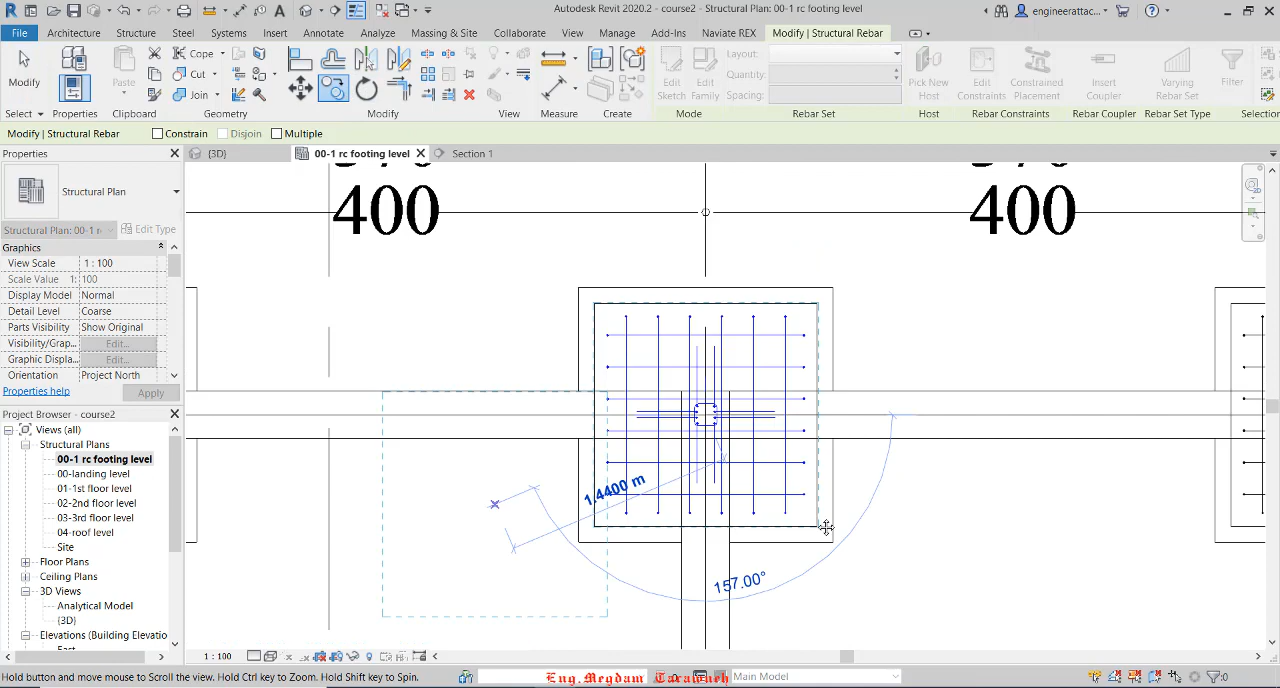 Autodesk Revit 2020.2 - course2 - Structural Plan: 00-1 rc footing level
engineerattac...
File Architecture Structure Steel Systems Insert Annotate Analyze Massing & Site Collaborate View Manage Add-Ins Naviate REX Modify | Structural Rebar
Modify Paste Cope Cut Join Edit Sketch Edit Family Layout: Quantity: Spacing: Pick New Host Edit Constraints Constrained Placement Insert Coupler Varying Rebar Set Filter
Select Properties Clipboard Geometry Modify View Measure Create Mode Rebar Set Host Rebar Constraints Rebar Coupler Rebar Set Type Selection
Modify | Structural Rebar Constrain Disjoin Multiple
Properties {3D} 00-1 rc footing level Section 1
Structural Plan
Structural Plan: 00-1 r Edit Type
Graphics
View Scale 1 : 100
Scale Value 1: 100
Display Model Normal
Detail Level Coarse
Parts Visibility Show Original
Visibility/Grap... Edit...
Graphic Displa... Edit...
Orientation Project North
Properties help Apply
Project Browser - course2
Views (all)
Structural Plans
00-1 rc footing level
00-landing level
01-1st floor level
02-2nd floor level
03-3rd floor level
04-roof level
Site
Floor Plans
Ceiling Plans
3D Views
Analytical Model
{3D}
Elevations (Building Elevatio
East
400 400
1.4400 m
157.00°
1 : 100
Hold button and move mouse to Scroll the view. Hold Ctrl key to Zoom. Hold Shift key to Spin.
Eng.Meqdam Tarawneh
Main Model
:0